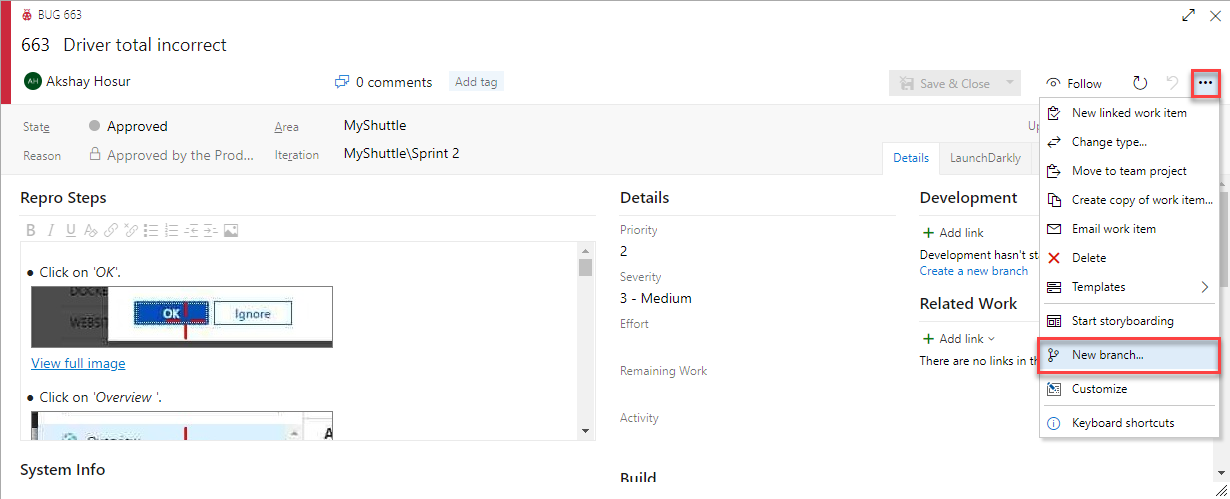 BUG 663
663 Driver total incorrect
AH Akshay Hosur
0 comments
Add tag
Save & Close
Follow
State
Approved
Area
MyShuttle
Reason
Approved by the Prod...
Iteration
MyShuttle\Sprint 2
Details
LaunchDarkly
New linked work item
Change type...
Move to team project
Create copy of work item...
Email work item
Delete
Templates
Start storyboarding
New branch...
Customize
Keyboard shortcuts
Repro Steps
B I U
• Click on 'OK'.
OK
Ignore
View full image
• Click on 'Overview '.
Overview
System Info
Details
Priority
2
Severity
3 - Medium
Effort
Remaining Work
Activity
Build
Development
+ Add link
Development hasn't st
Create a new branch
Related Work
+ Add link
There are no links in th